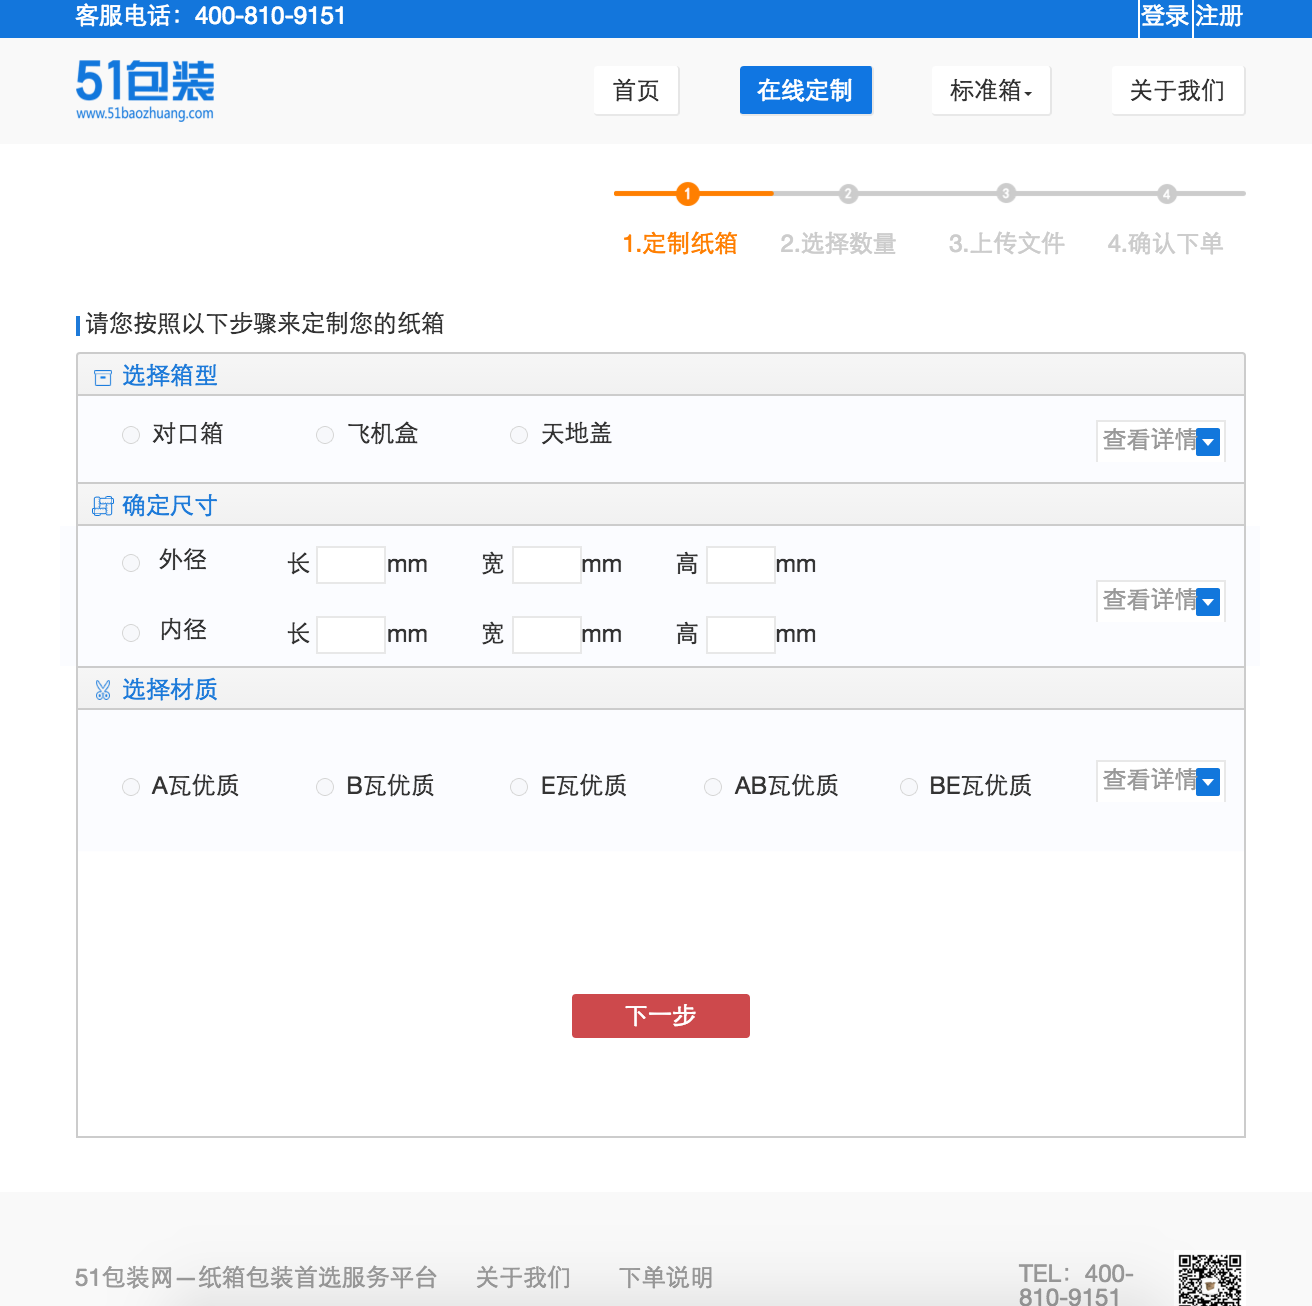 客服电话：400-810-9151 登录 注册
51包装
www.51baozhuang.com
首页 在线定制 标准箱 关于我们
1 2 3 4
1.定制纸箱 2.选择数量 3.上传文件 4.确认下单
请您按照以下步骤来定制您的纸箱
选择箱型
对口箱 飞机盒 天地盖 查看详情
确定尺寸
外径 长 mm 宽 mm 高 mm
查看详情
内径 长 mm 宽 mm 高 mm
选择材质
A瓦优质 B瓦优质 E瓦优质 AB瓦优质 BE瓦优质 查看详情
下一步
51包装网—纸箱包装首选服务平台 关于我们 下单说明 TEL：400-
810-9151